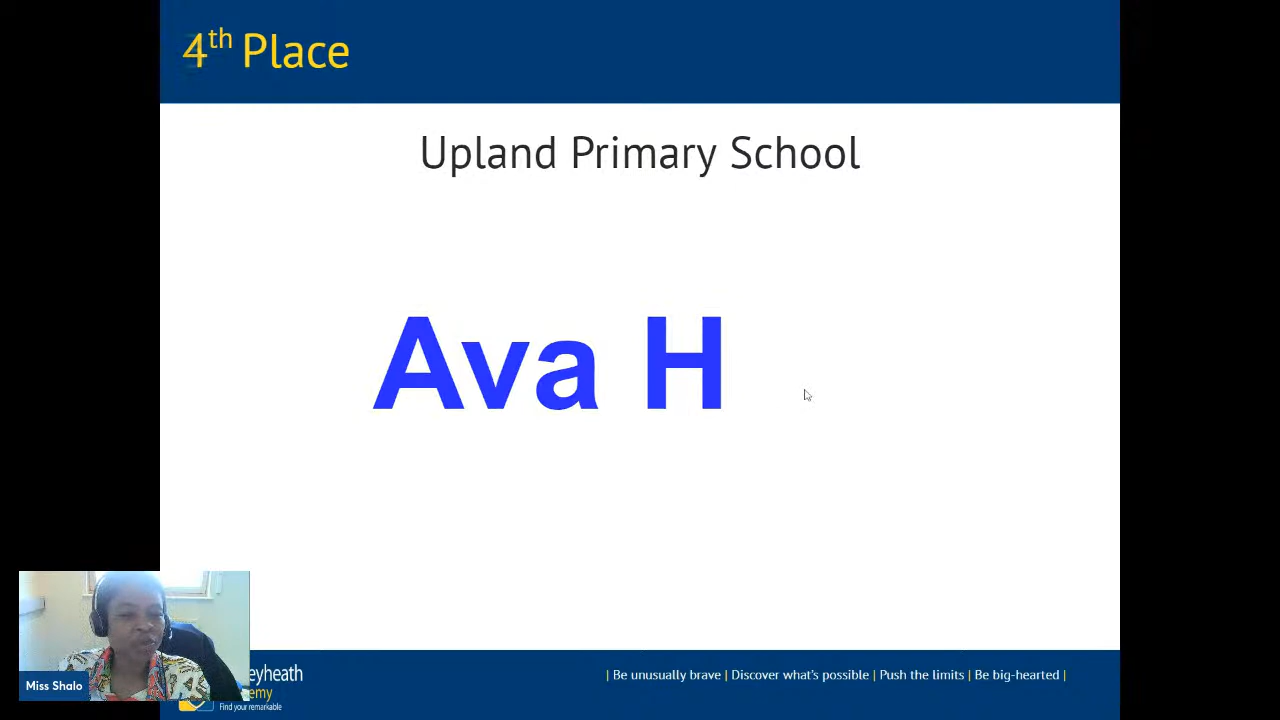 4th Place
Upland Primary School
Ava H
Miss Shalo
eyheath
emy
Find your remarkable
| Be unusually brave | Discover what's possible | Push the limits | Be big-hearted |